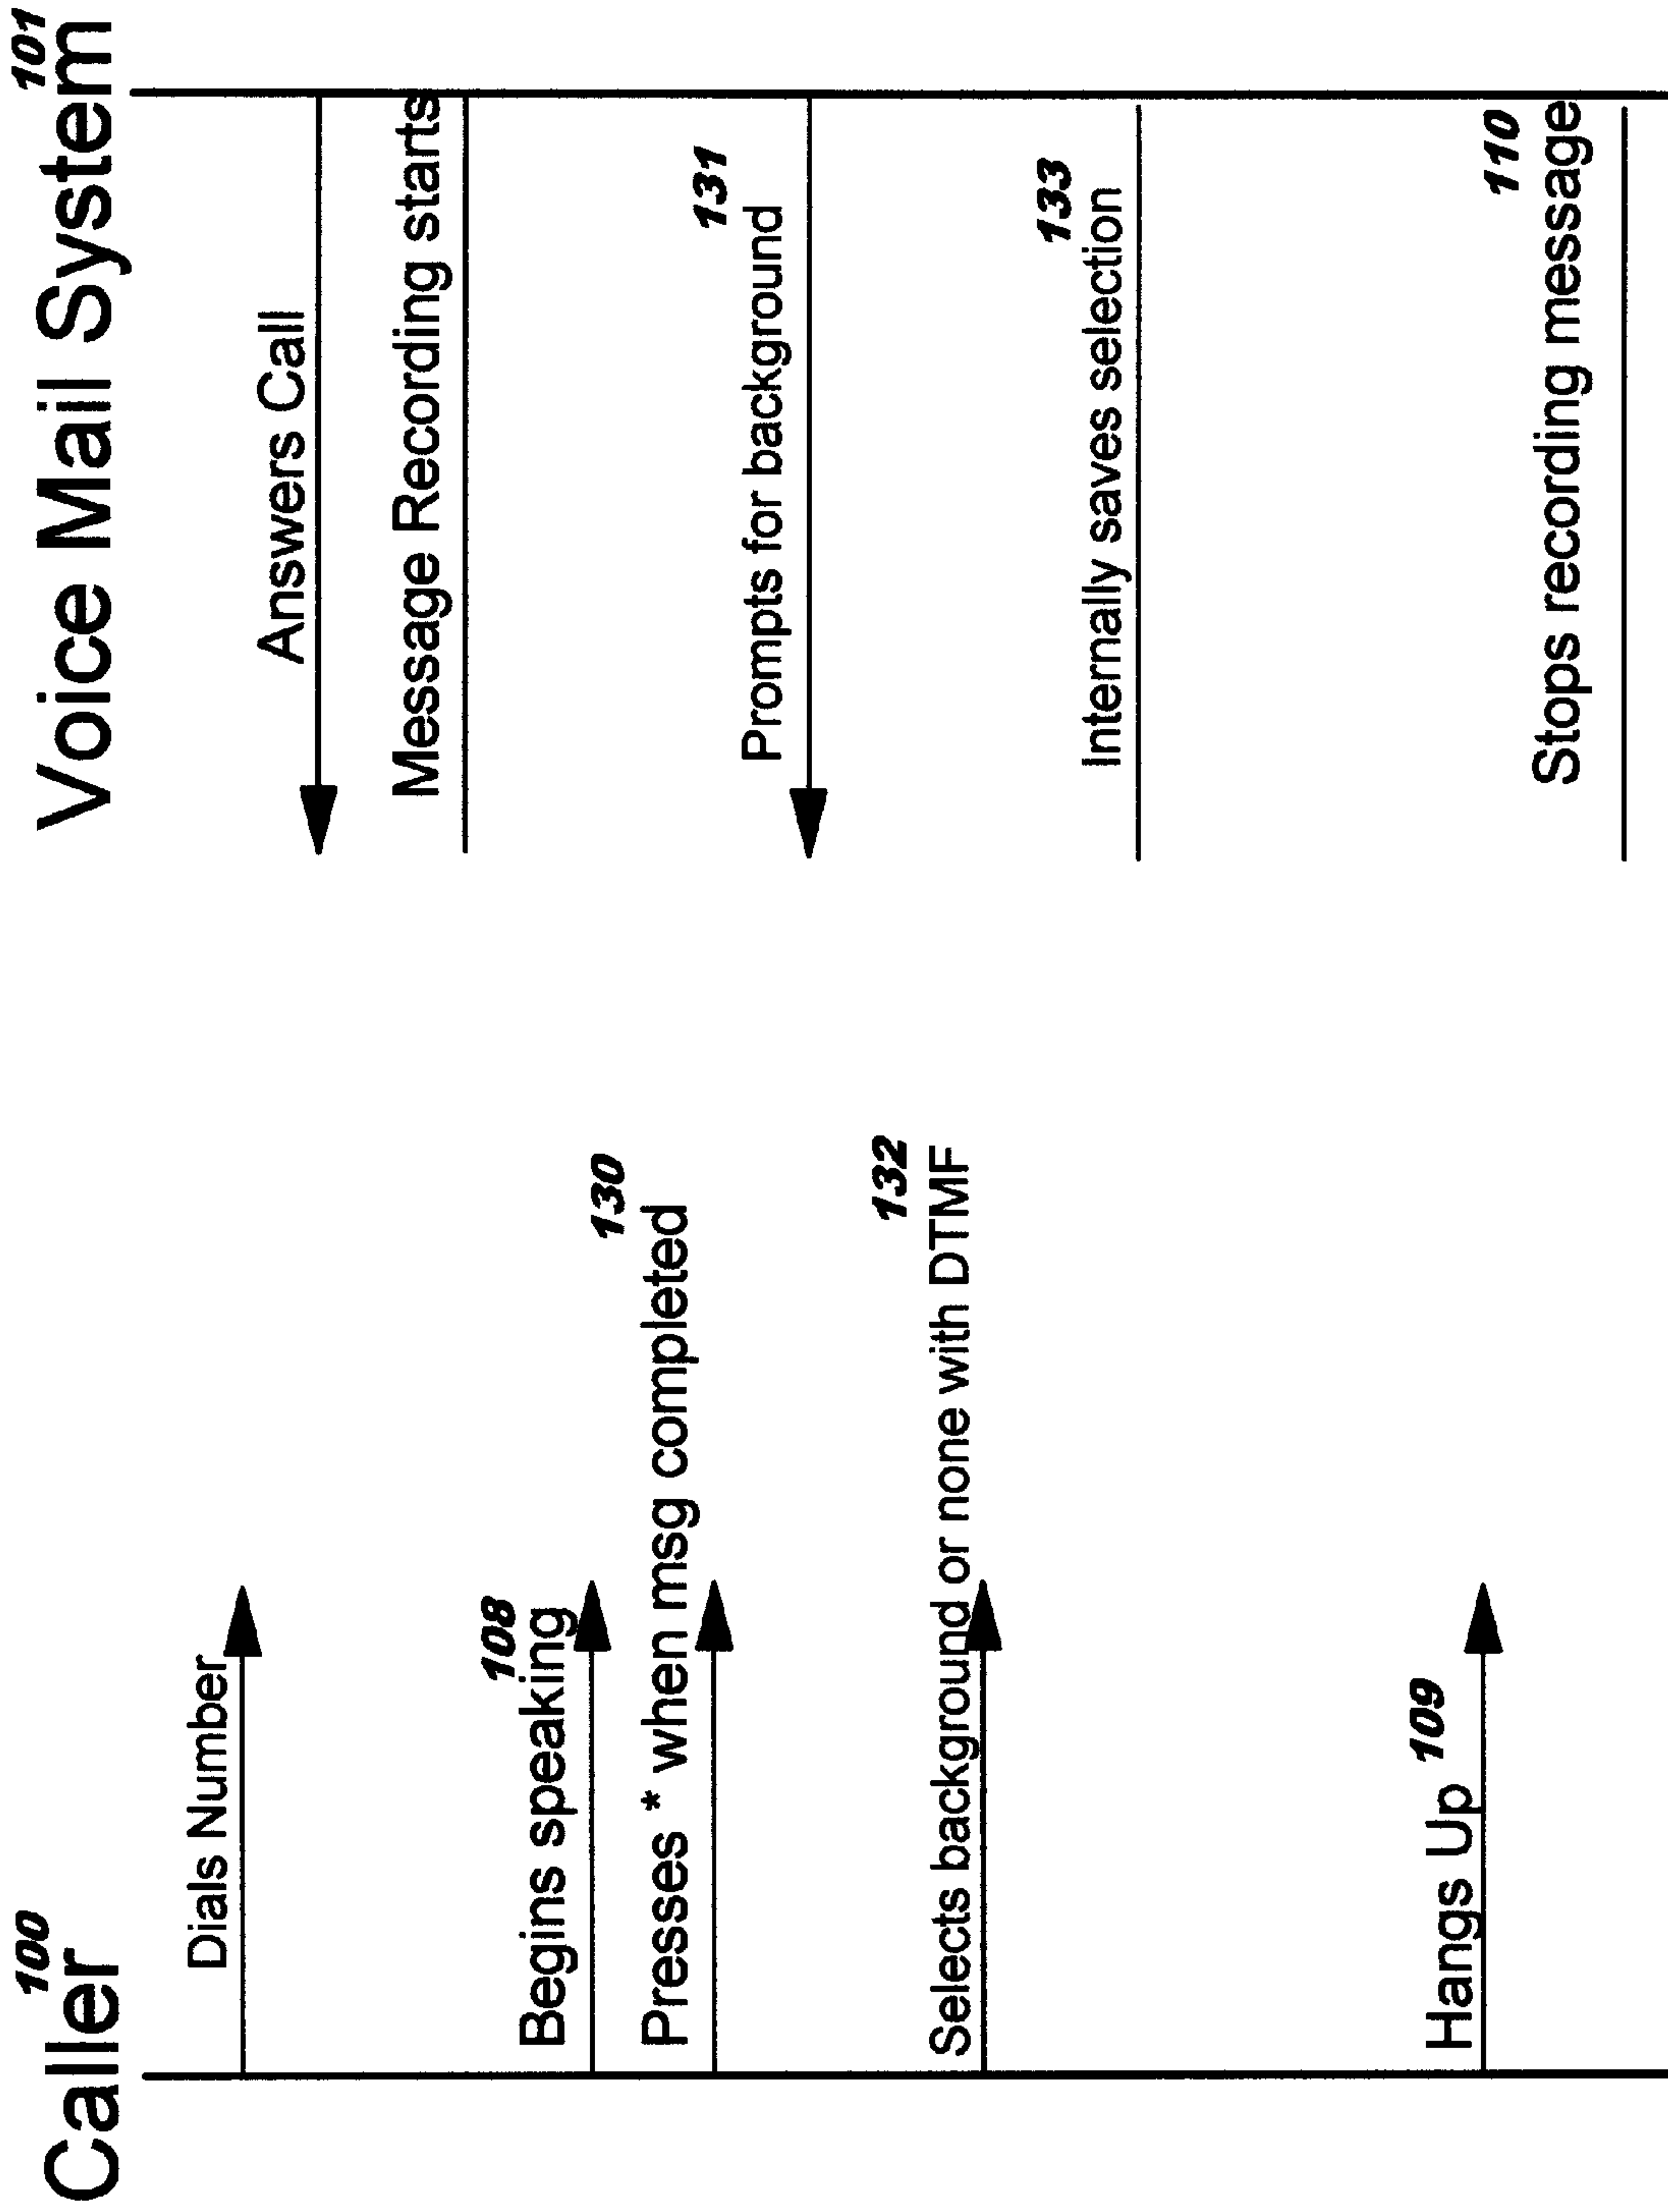 100
Caller
101
Voice Mail System
Dials Number
Answers Call
Message Recording starts
108
Begins speaking
130
Presses * when msg completed
131
Prompts for background
132
Selects background or none with DTMF
133
Internally saves selection
109
Hangs Up
110
Stops recording message